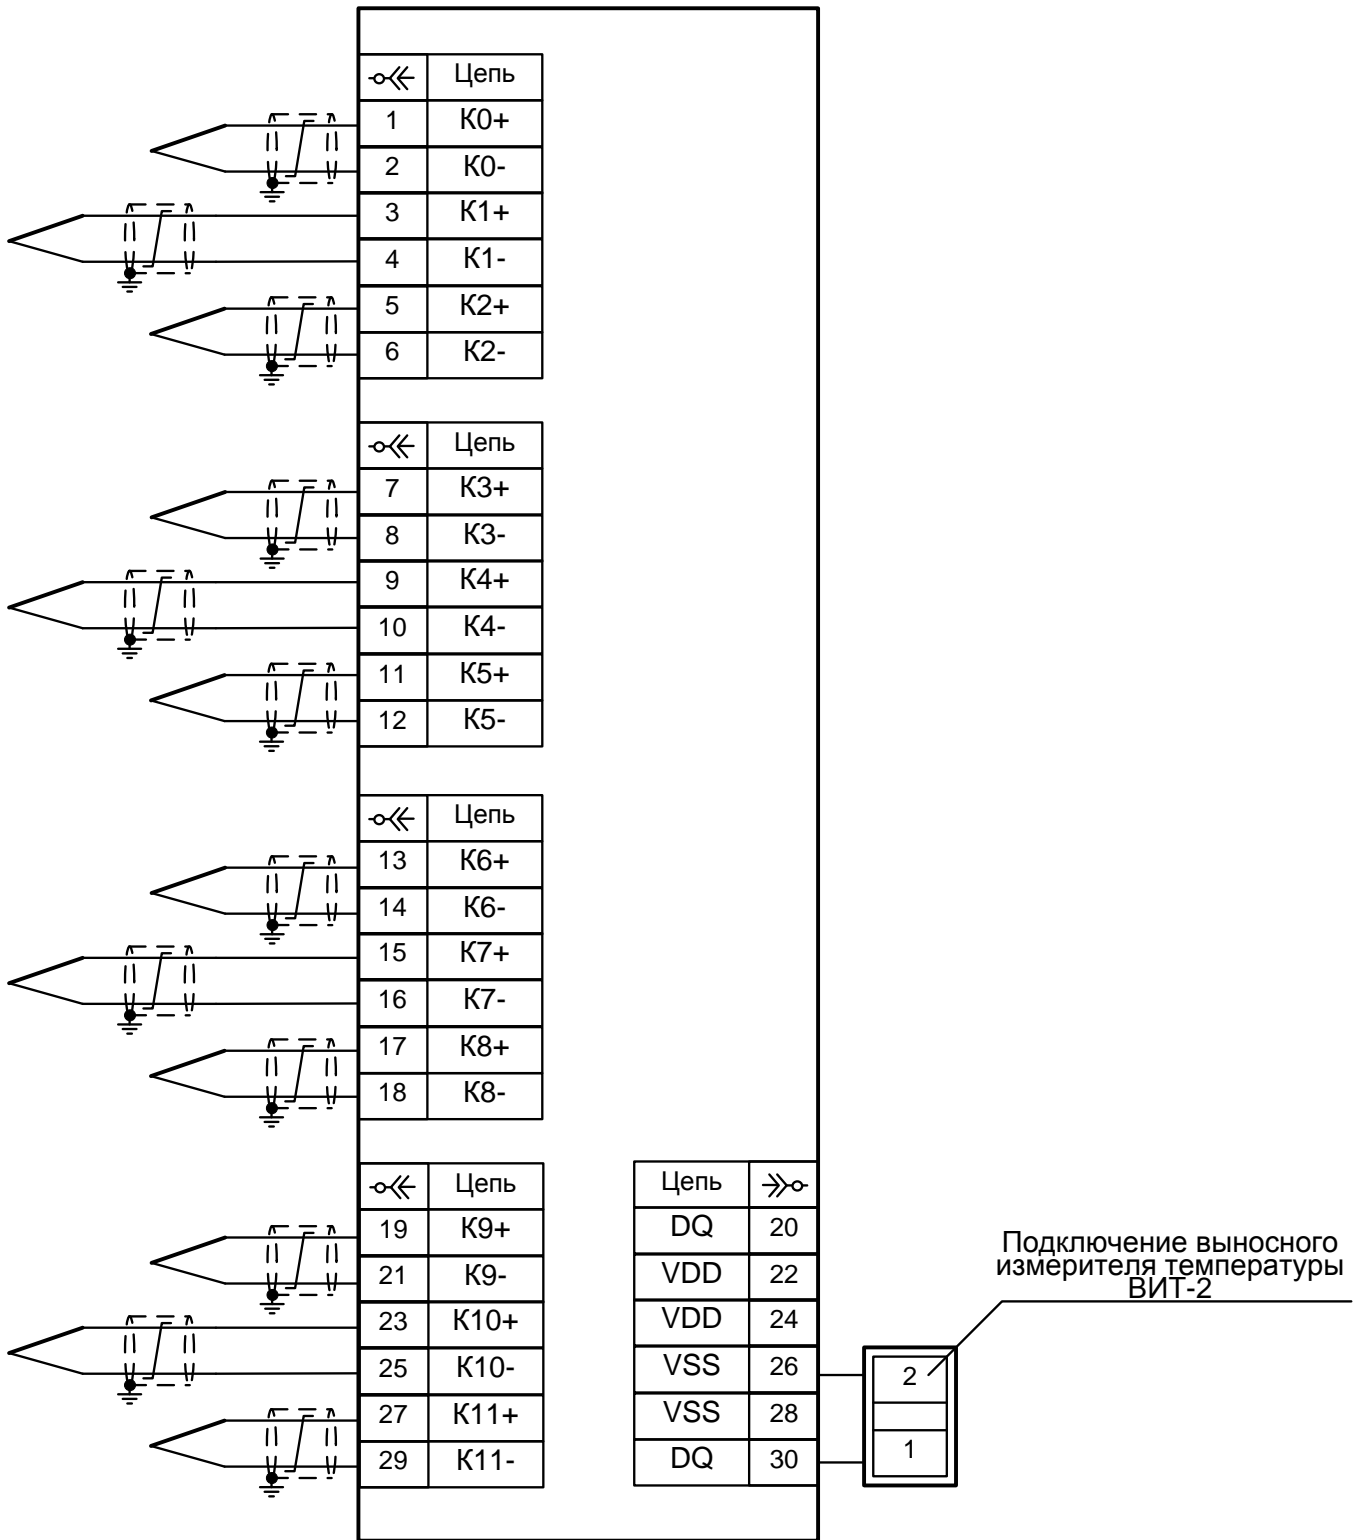 Цепь
1 К0+
2 К0-
3 К1+
4 К1-
5 К2+
6 К2-
Цепь
7 К3+
8 К3-
9 К4+
10 К4-
11 К5+
12 К5-
Цепь
13 К6+
14 К6-
15 К7+
16 К7-
17 К8+
18 К8-
Цепь
19 К9+
21 К9-
23 К10+
25 К10-
27 К11+
29 К11-
Цепь
DQ 20
VDD 22
VDD 24
VSS 26
VSS 28
DQ 30
Подключение выносного
измерителя температуры
ВИТ-2
2
1